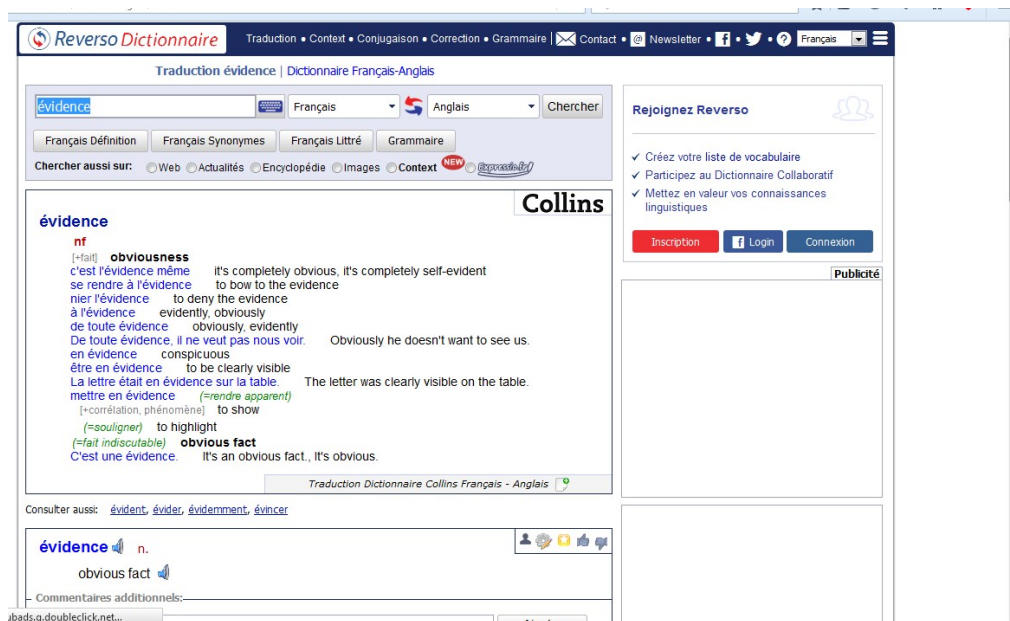 Reverso Dictionnaire
Traduction • Context • Conjugaison • Correction • Grammaire | Contact • @ Newsletter • f • • ? Français
Traduction évidence | Dictionnaire Français-Anglais
évidence Français Anglais Chercher
Français Définition Français Synonymes Français Littré Grammaire
Chercher aussi sur: Web Actualités Encyclopédie Images Context NEW Expressio.fr
Collins
évidence
nf
[+fait] obviousness
c'est l'évidence même it's completely obvious, it's completely self-evident
se rendre à l'évidence to bow to the evidence
nier l'évidence to deny the evidence
à l'évidence evidently, obviously
de toute évidence obviously, evidently
De toute évidence, il ne veut pas nous voir. Obviously he doesn't want to see us.
en évidence conspicuous
être en évidence to be clearly visible
La lettre était en évidence sur la table. The letter was clearly visible on the table.
mettre en évidence (=rendre apparent)
[+corrélation, phénomène] to show
(=souligner) to highlight
(=fait indiscutable) obvious fact
C'est une évidence. It's an obvious fact., It's obvious.
Traduction Dictionnaire Collins Français - Anglais
Consulter aussi: évident, évider, évidemment, évincer
évidence n.
obvious fact
Commentaires additionnels:
ubads.g.doubleclick.net...
Rejoignez Reverso
Créez votre liste de vocabulaire
Participez au Dictionnaire Collaboratif
Mettez en valeur vos connaissances
linguistiques
Inscription f Login Connexion
Publicité